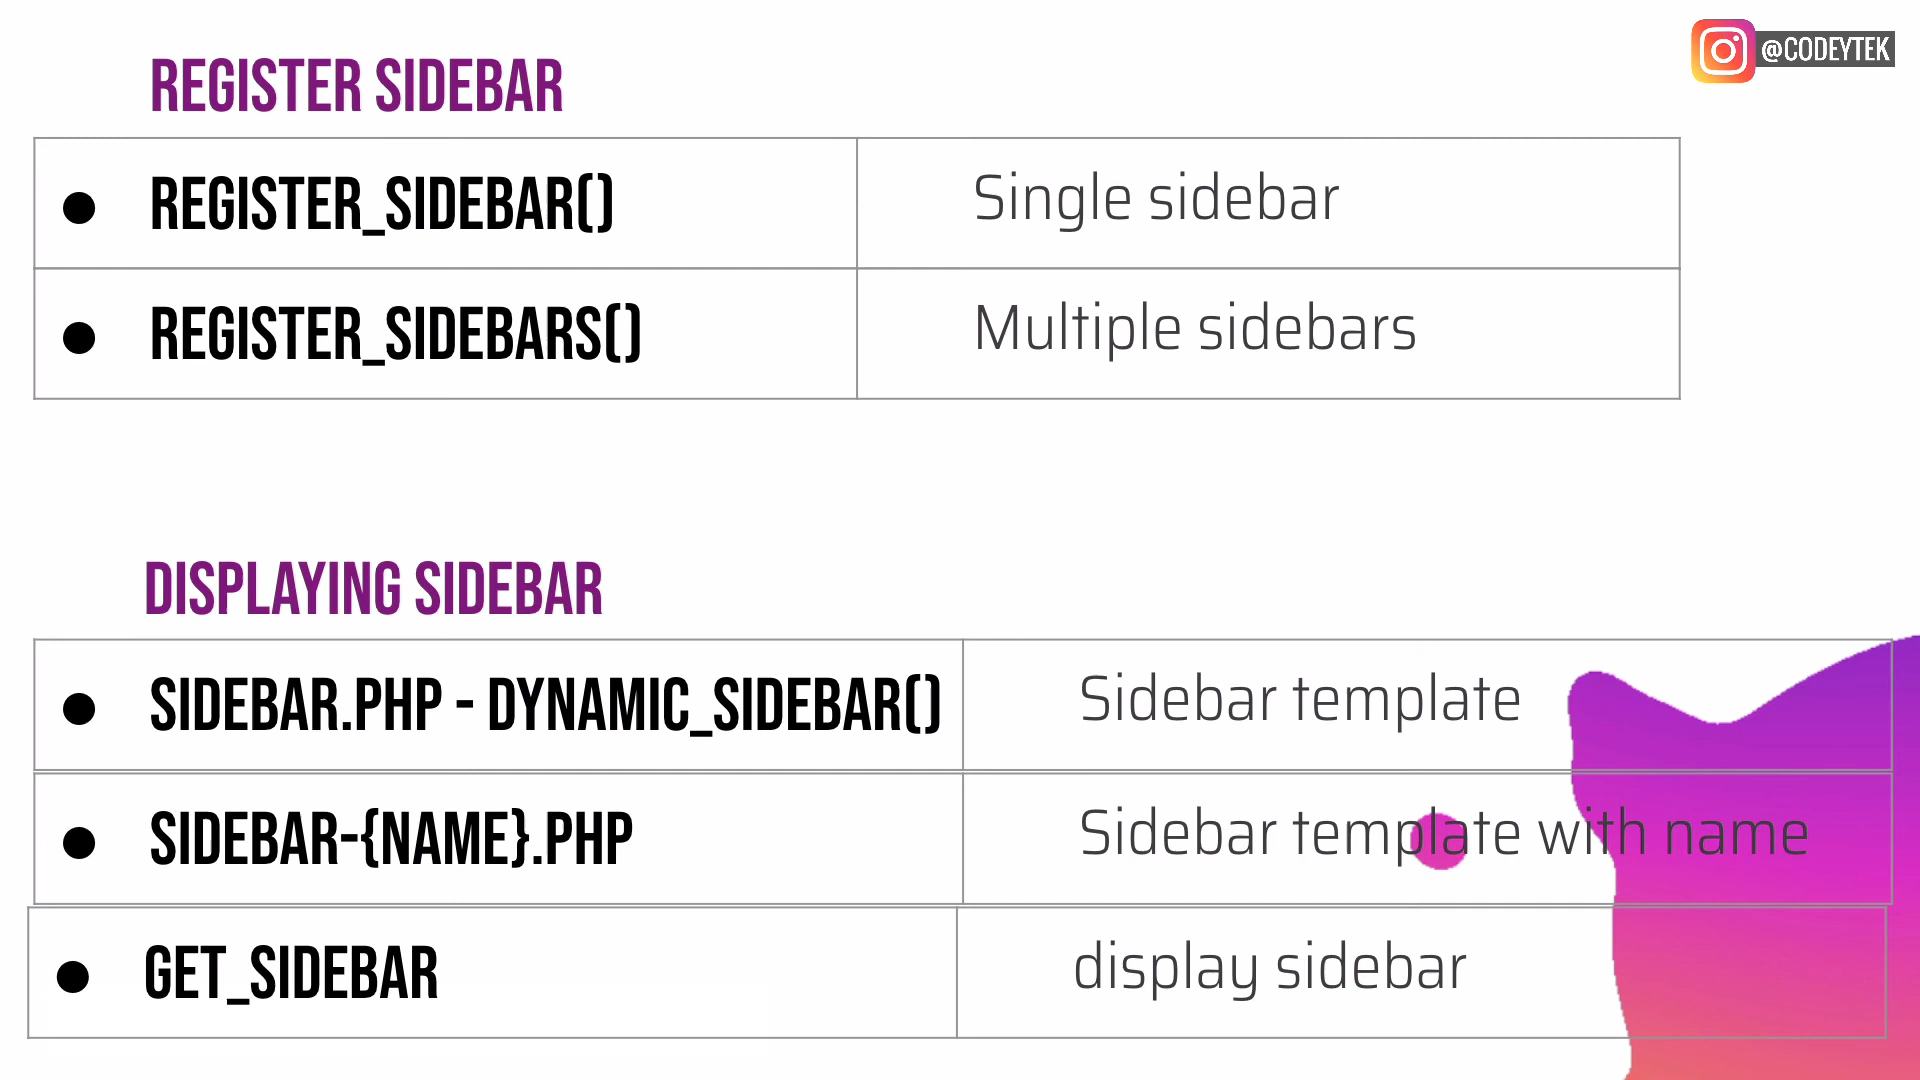 @CODEYTEK
REGISTER SIDEBAR
● REGISTER_SIDEBAR() Single sidebar
● REGISTER_SIDEBARS() Multiple sidebars
DISPLAYING SIDEBAR
● SIDEBAR.PHP - DYNAMIC_SIDEBAR() Sidebar template
● SIDEBAR-{NAME}.PHP Sidebar template with name
● GET_SIDEBAR display sidebar